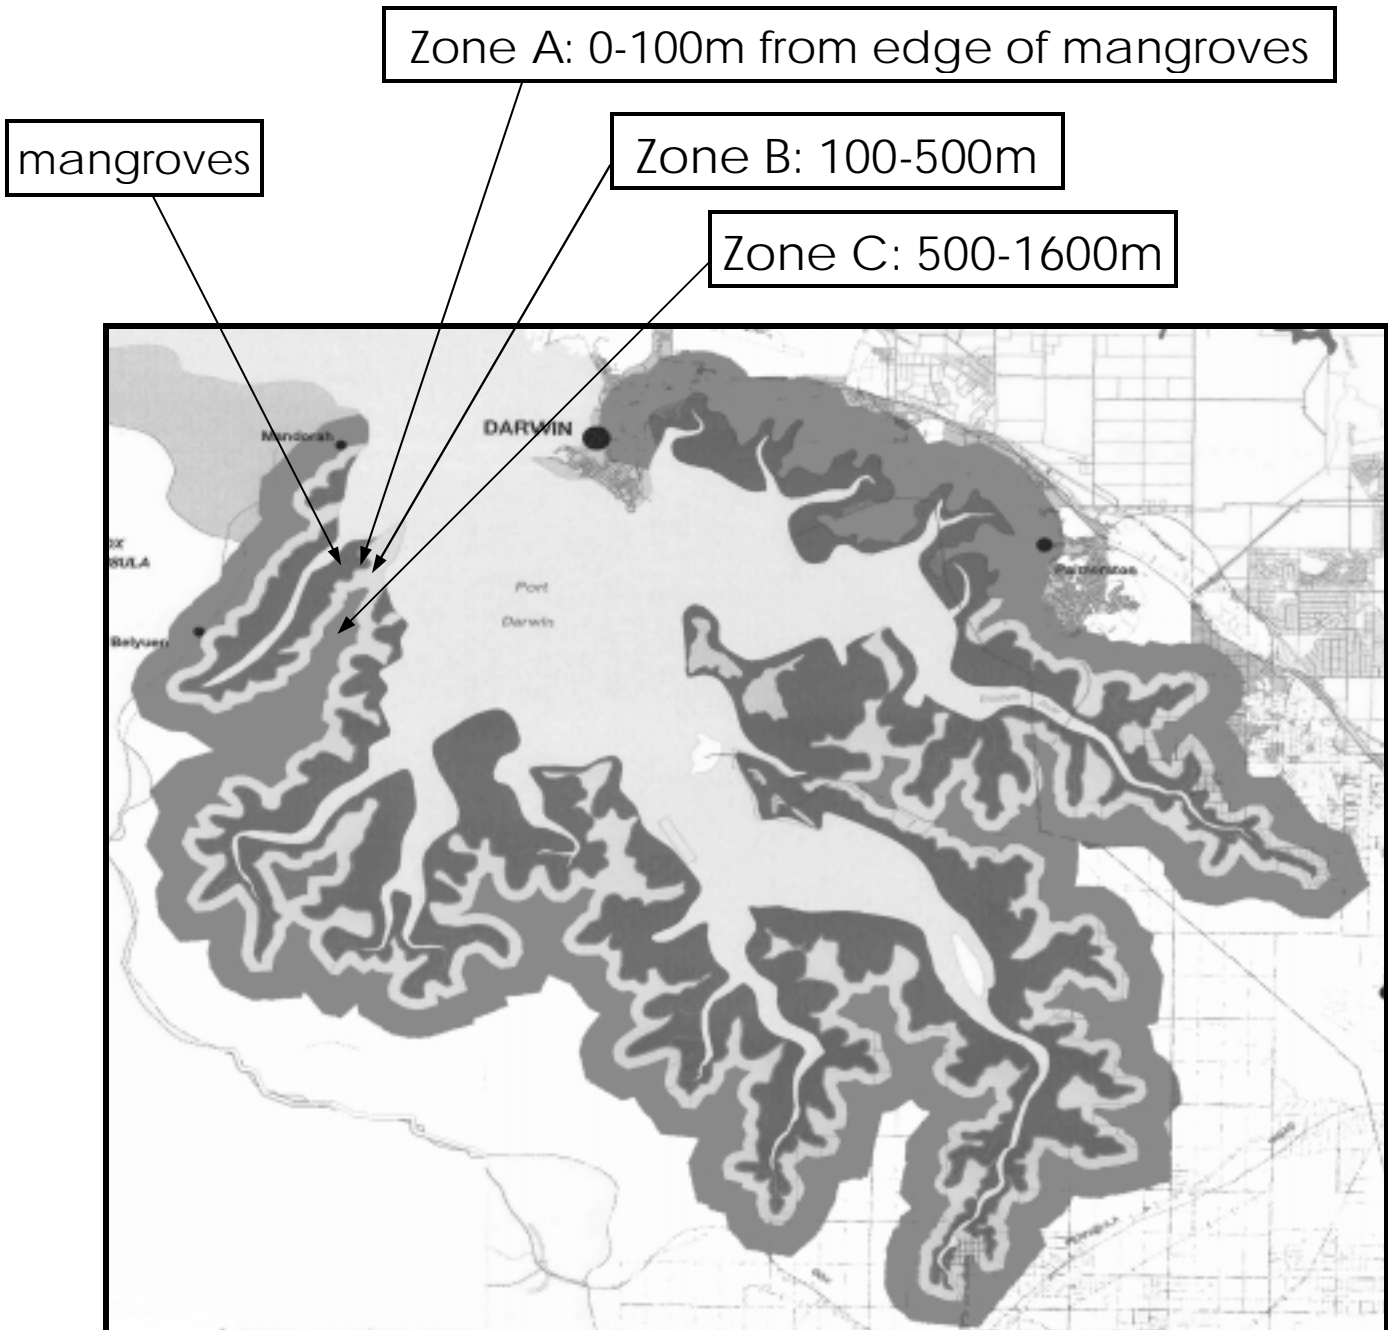 Zone A: 0-100m from edge of mangroves
mangroves
Zone B: 100-500m
Zone C: 500-1600m
DARWIN
Mandorah
Palmerston
Port
Darwin
Belyuen